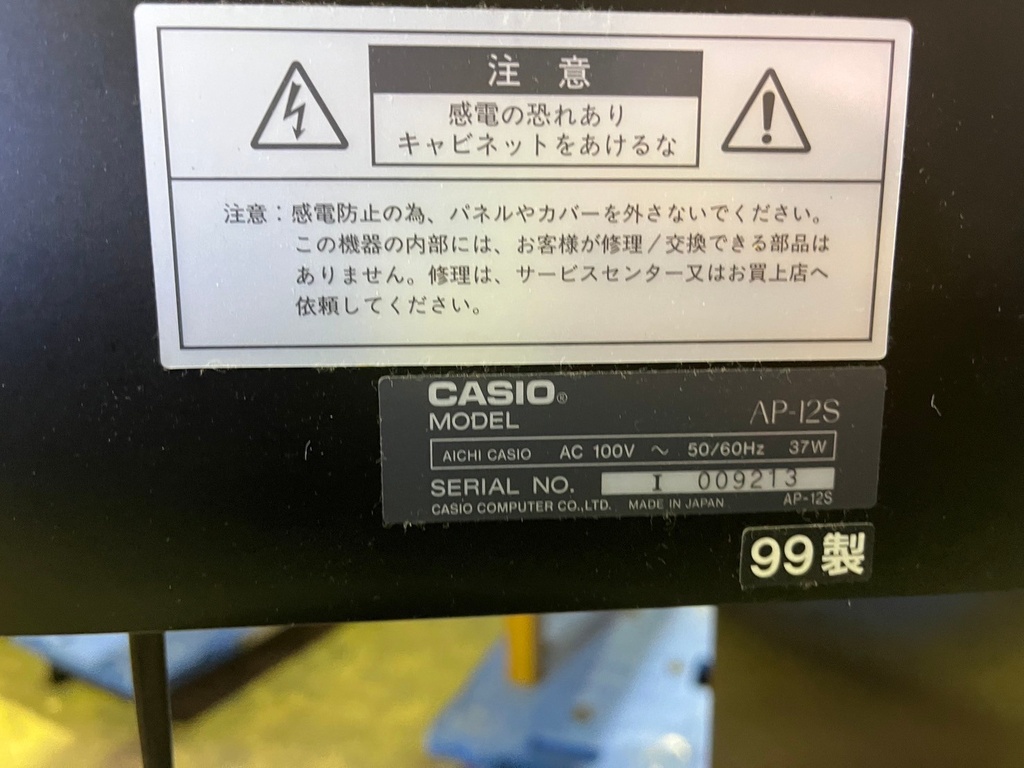 注 意
感電の恐れあり
キャビネットをあけるな
注意：感電防止の為、パネルやカバーを外さないでください。
この機器の内部には、お客様が修理／交換できる部品は
ありません。修理は、サービスセンター又はお買上店へ
依頼してください。
CASIO®
MODEL AP-12S
AICHI CASIO AC 100V ～ 50/60Hz 37W
SERIAL NO. I 009213
CASIO COMPUTER CO.,LTD. MADE IN JAPAN AP-12S
99製